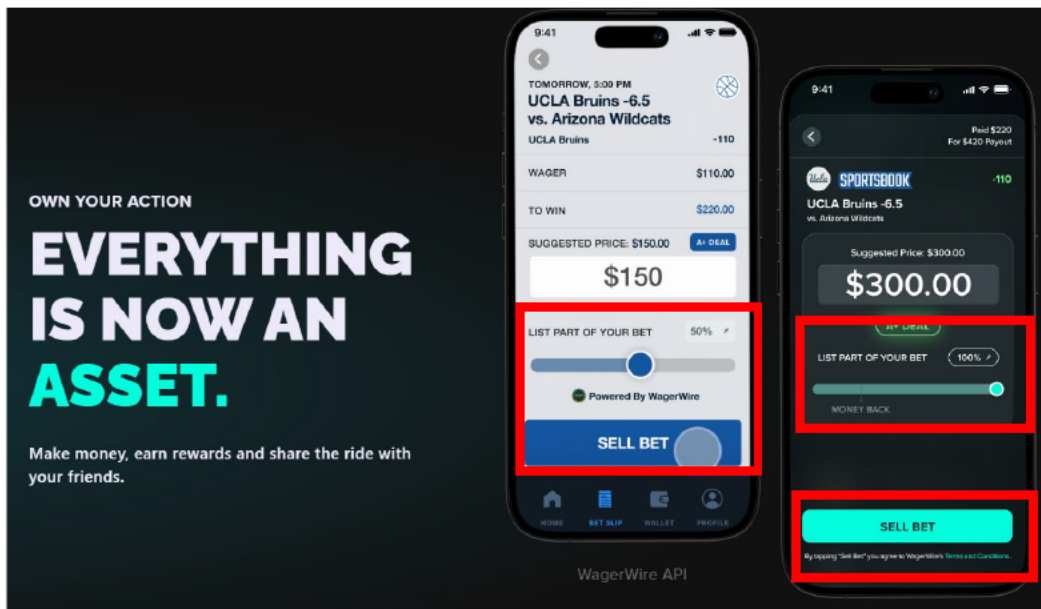 OWN YOUR ACTION
EVERYTHING
IS NOW AN
ASSET.
Make money, earn rewards and share the ride with
your friends.
9:41
TOMORROW, 5:00 PM
UCLA Bruins -6.5
vs. Arizona Wildcats
UCLA Bruins -110
WAGER $110.00
TO WIN $220.00
SUGGESTED PRICE: $150.00 A+ DEAL
$150
LIST PART OF YOUR BET 50%
Powered By WagerWire
SELL BET
HOME BET SLIP WALLET PROFILE
WagerWire API
9:41
Paid $220
For $420 Payout
Ucla SPORTSBOOK -110
UCLA Bruins -6.5
vs. Arizona Wildcats
Suggested Price: $300.00
$300.00
A+ DEAL
LIST PART OF YOUR BET 100%
MONEY BACK
SELL BET
By tapping "Sell Bet" you agree to WagerWire's Terms and Conditions.